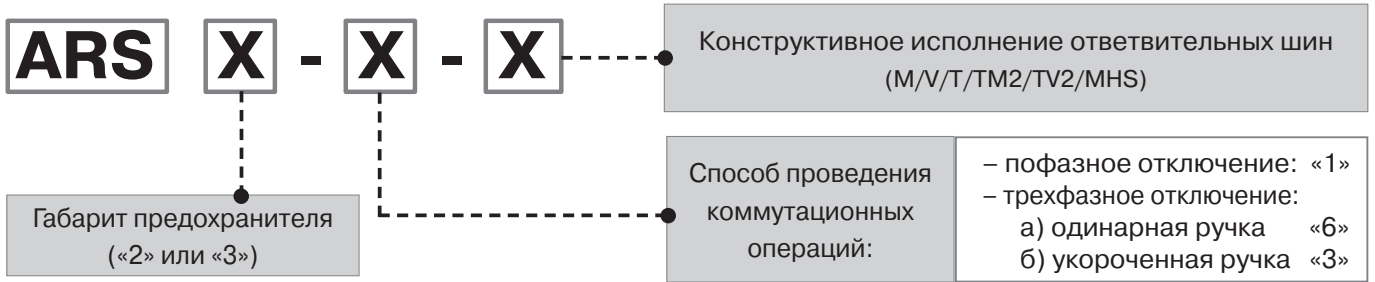 ARS X - X - X
Конструктивное исполнение ответвительных шин
(M/V/T/TM2/TV2/MHS)
Габарит предохранителя
(«2» или «3»)
Способ проведения
коммутационных
операций:
– пофазное отключение: «1»
– трехфазное отключение:
а) одинарная ручка «6»
б) укороченная ручка «3»